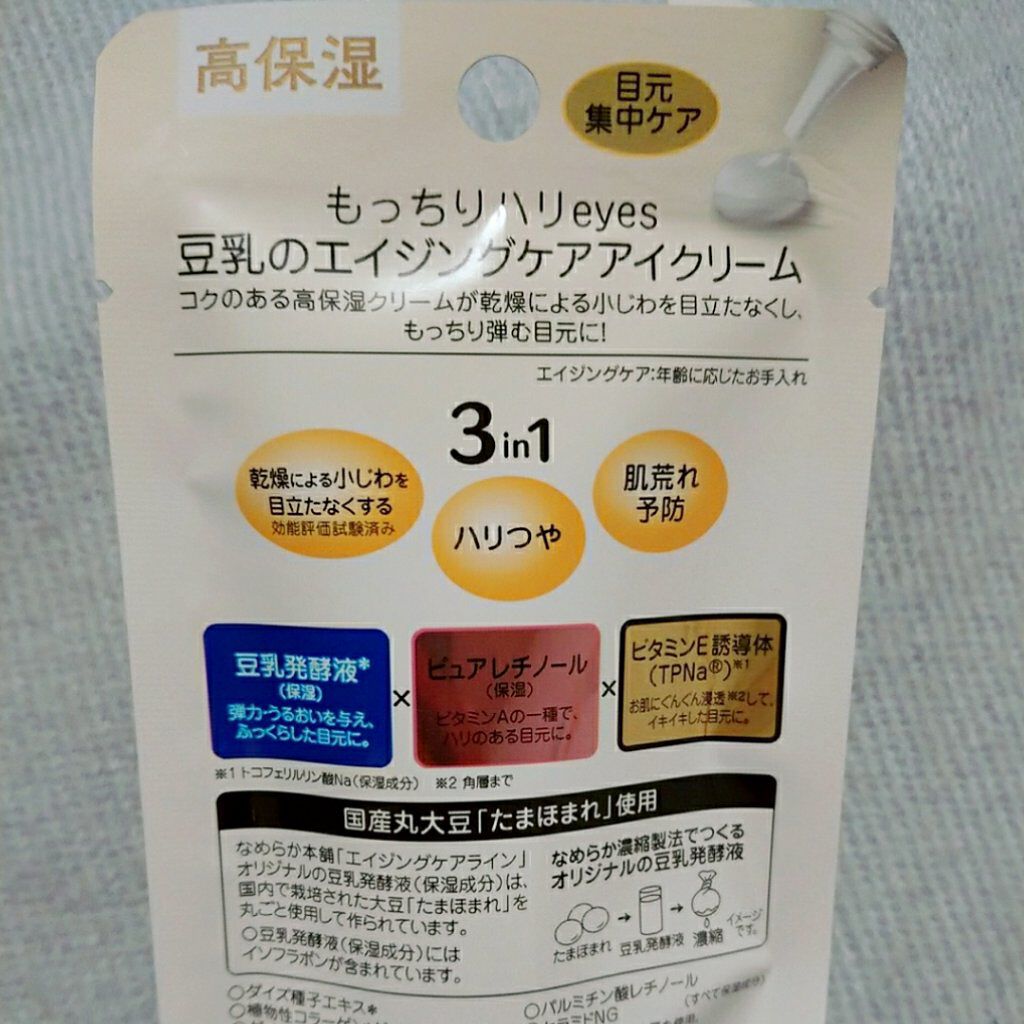 高保湿
目元
集中ケア
もっちりハリeyes
豆乳のエイジングケアアイクリーム
コクのある高保湿クリームが乾燥による小じわを目立たなくし、
もっちり弾む目元に!
エイジングケア:年齢に応じたお手入れ
3in1
乾燥による小じわを
目立たなくする
効能評価試験済み
ハリつや
肌荒れ
予防
豆乳発酵液*
(保湿)
弾力・うるおいを与え、
ふっくらした目元に。
×
ピュアレチノール
(保湿)
ビタミンAの一種で、
ハリのある目元に。
×
ビタミンE誘導体
(TPNa®)※1
お肌にぐんぐん浸透※2して、
イキイキした目元に。
※1 トコフェリルリン酸Na(保湿成分) ※2 角層まで
国産丸大豆「たまほまれ」使用
なめらか本舗「エイジングケアライン」
オリジナルの豆乳発酵液(保湿成分)は、
国内で栽培された大豆「たまほまれ」を
丸ごと使用して作られています。
○豆乳発酵液(保湿成分)には
イソフラボンが含まれています。
なめらか濃縮製法でつくる
オリジナルの豆乳発酵液
たまほまれ 豆乳発酵液 濃縮
イメージ
です。
○ダイズ種子エキス*
○植物性コラーゲン
○パルミチン酸レチノール
(すべて保湿成分)
セラミドNG
を使用。